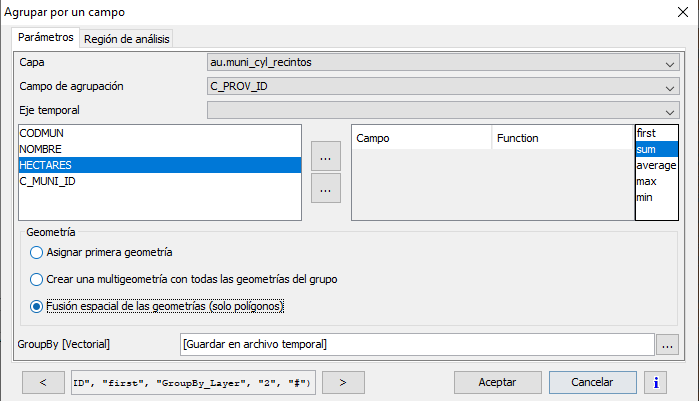 Agrupar por un campo
Parámetros
Región de análisis
Capa
au.muni_cyl_recintos
Campo de agrupación
C_PROV_ID
Eje temporal
CODMUN
NOMBRE
HECTARES
C_MUNI_ID
...
...
Campo
Function
first
sum
average
max
min
Geometría
Asignar primera geometría
Crear una multigeometría con todas las geometrías del grupo
Fusión espacial de las geometrías (solo polígonos)
GroupBy [Vectorial]
[Guardar en archivo temporal]
...
<
ID", "first", "GroupBy_Layer", "2", "#")
>
Aceptar
Cancelar
i